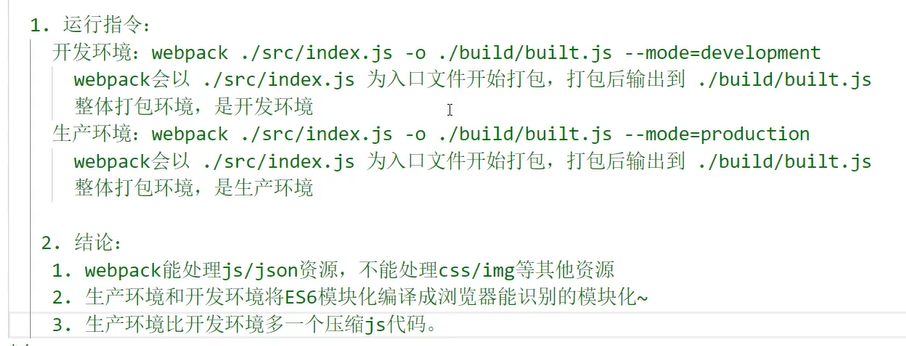 1. 运行指令:
开发环境: webpack ./src/index.js -o ./build/built.js --mode=development
webpack会以 ./src/index.js 为入口文件开始打包，打包后输出到 ./build/built.js
整体打包环境，是开发环境
生产环境: webpack ./src/index.js -o ./build/built.js --mode=production
webpack会以 ./src/index.js 为入口文件开始打包，打包后输出到 ./build/built.js
整体打包环境，是生产环境
2. 结论:
1. webpack能处理js/json资源，不能处理css/img等其他资源
2. 生产环境和开发环境将ES6模块化编译成浏览器能识别的模块化~
3. 生产环境比开发环境多一个压缩js代码。